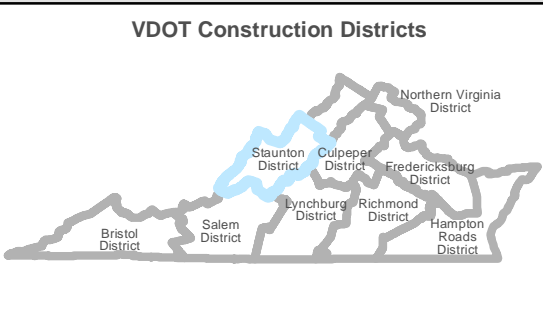 VDOT Construction Districts
Northern Virginia
District
Staunton
District
Culpeper
District
Fredericksburg
District
Lynchburg
District
Richmond
District
Salem
District
Bristol
District
Hampton
Roads
District